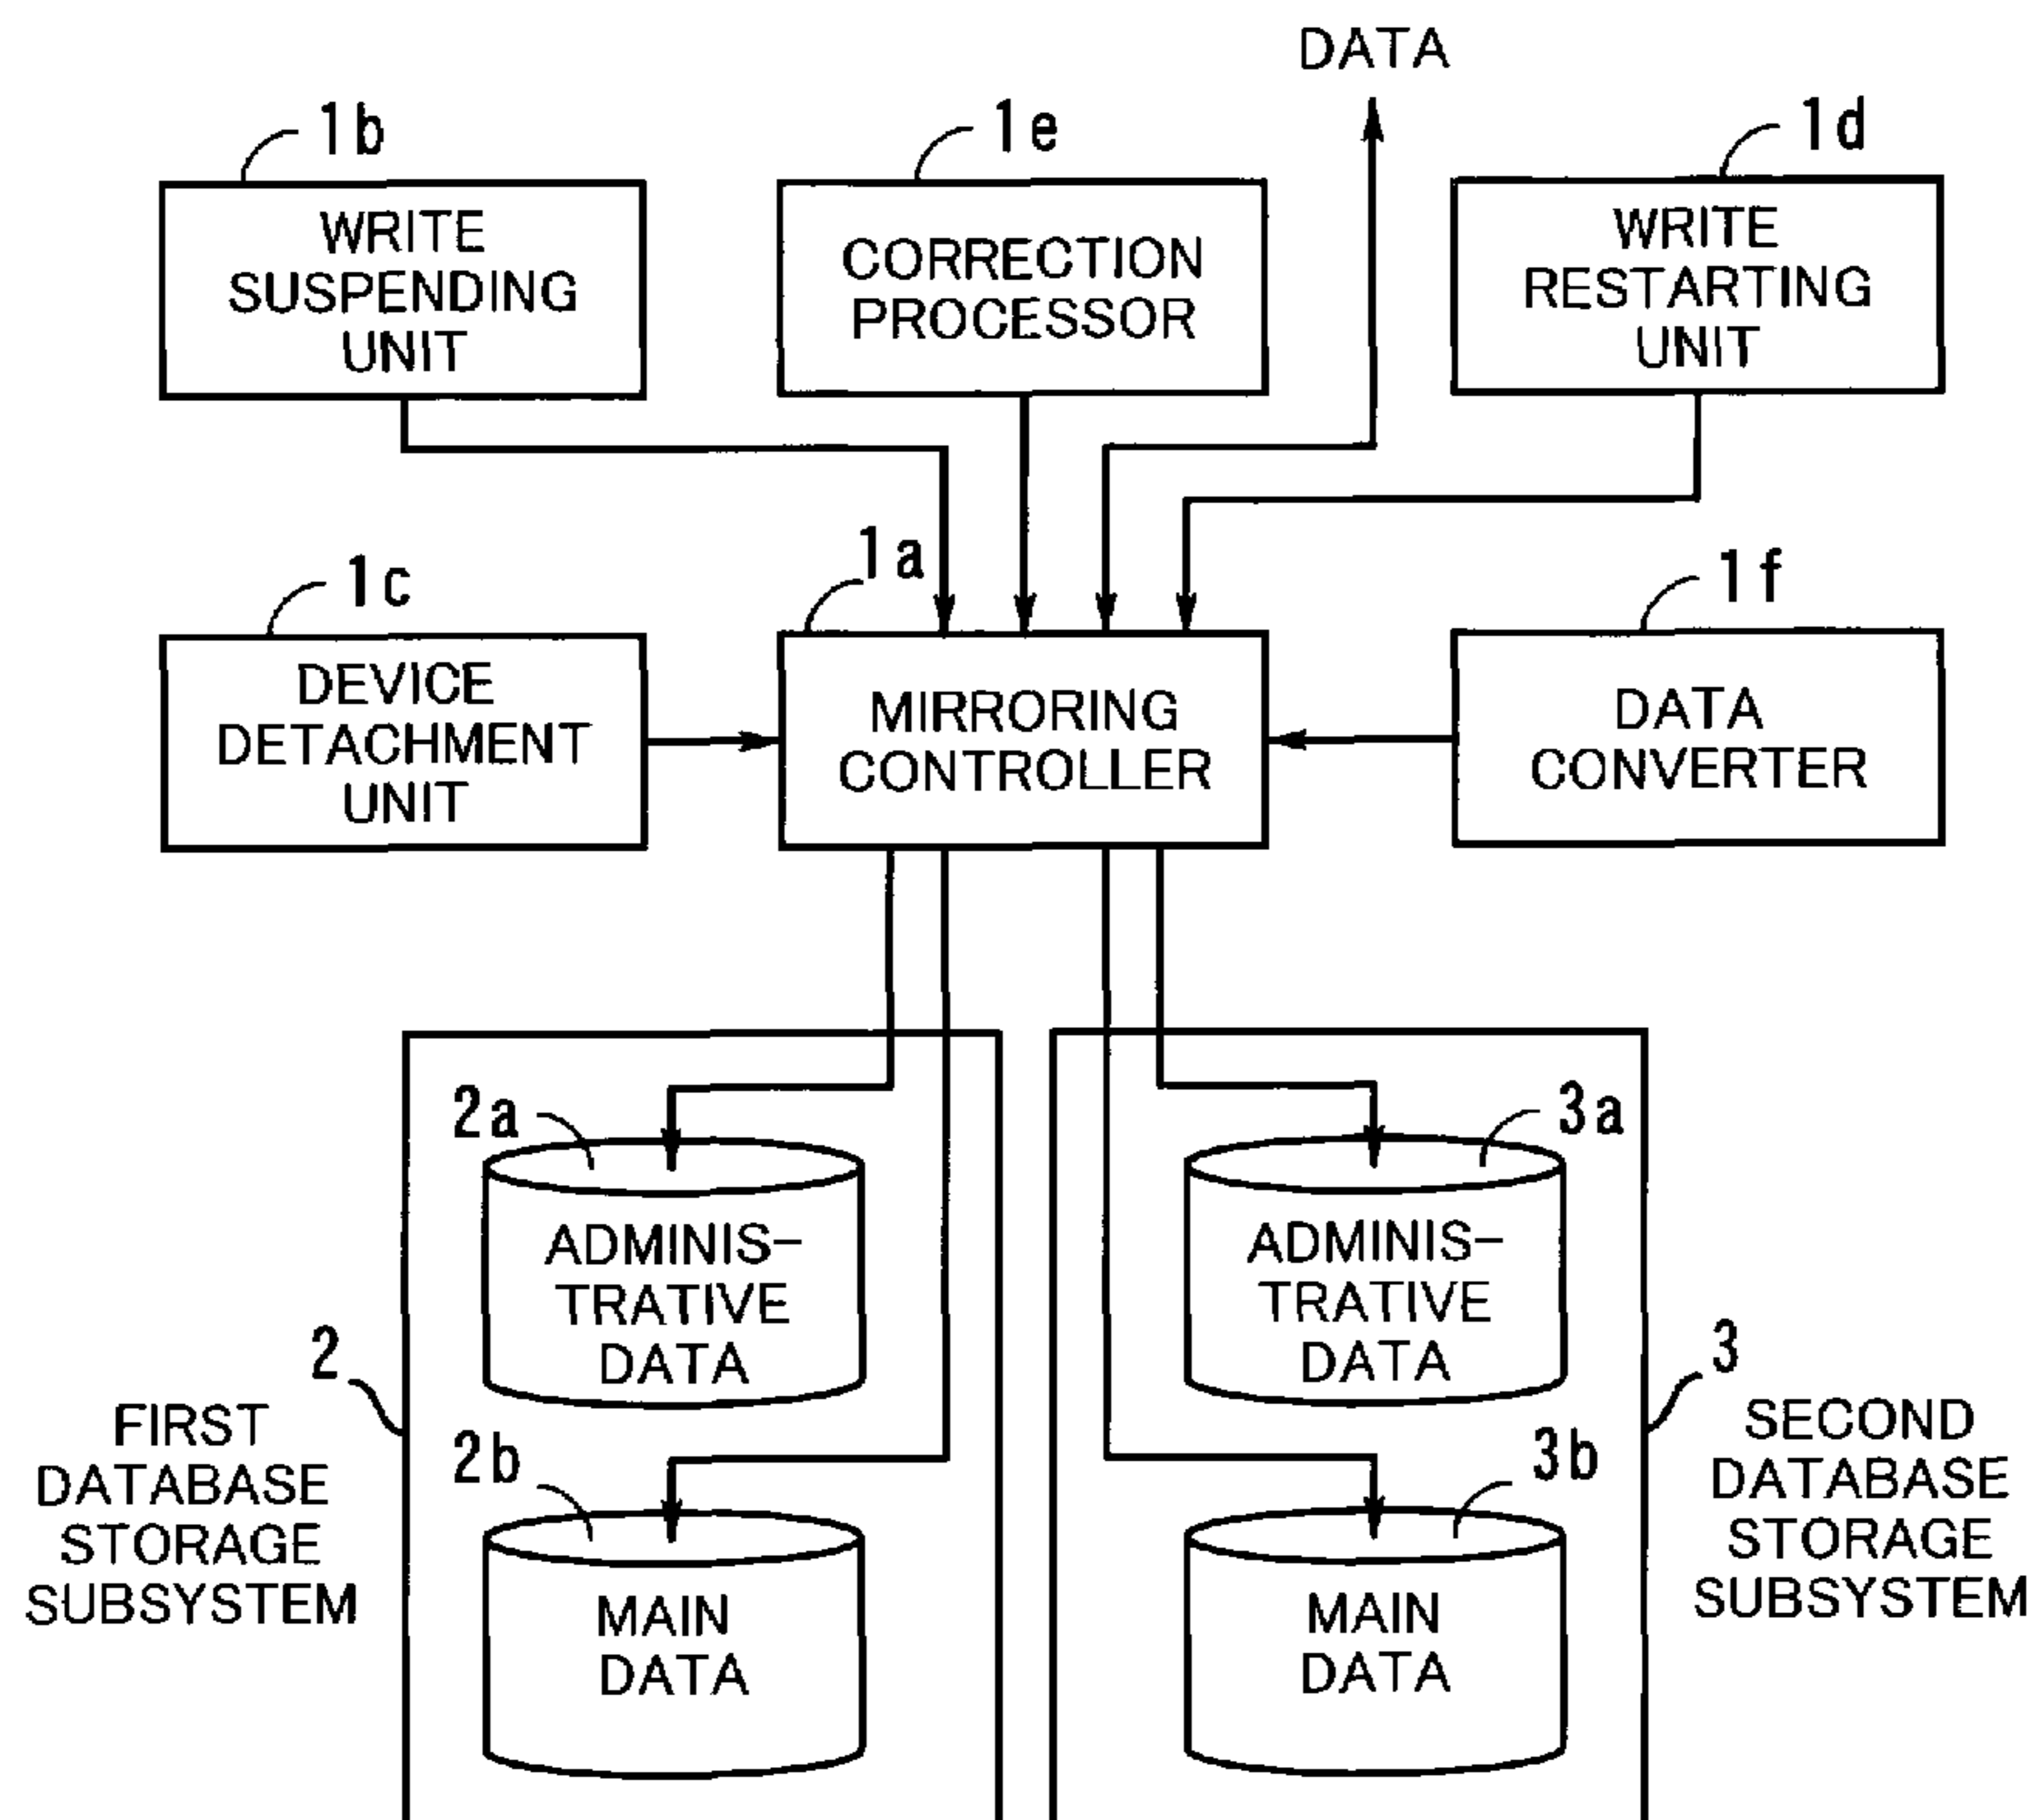 DATA
1b
1e
1d
WRITE
SUSPENDING
UNIT
CORRECTION
PROCESSOR
WRITE
RESTARTING
UNIT
1c
1a
1f
DEVICE
DETACHMENT
UNIT
MIRRORING
CONTROLLER
DATA
CONVERTER
2a
3a
ADMINIS-
TRATIVE
DATA
ADMINIS-
TRATIVE
DATA
2
FIRST
DATABASE
STORAGE
SUBSYSTEM
3
SECOND
DATABASE
STORAGE
SUBSYSTEM
2b
3b
MAIN
DATA
MAIN
DATA